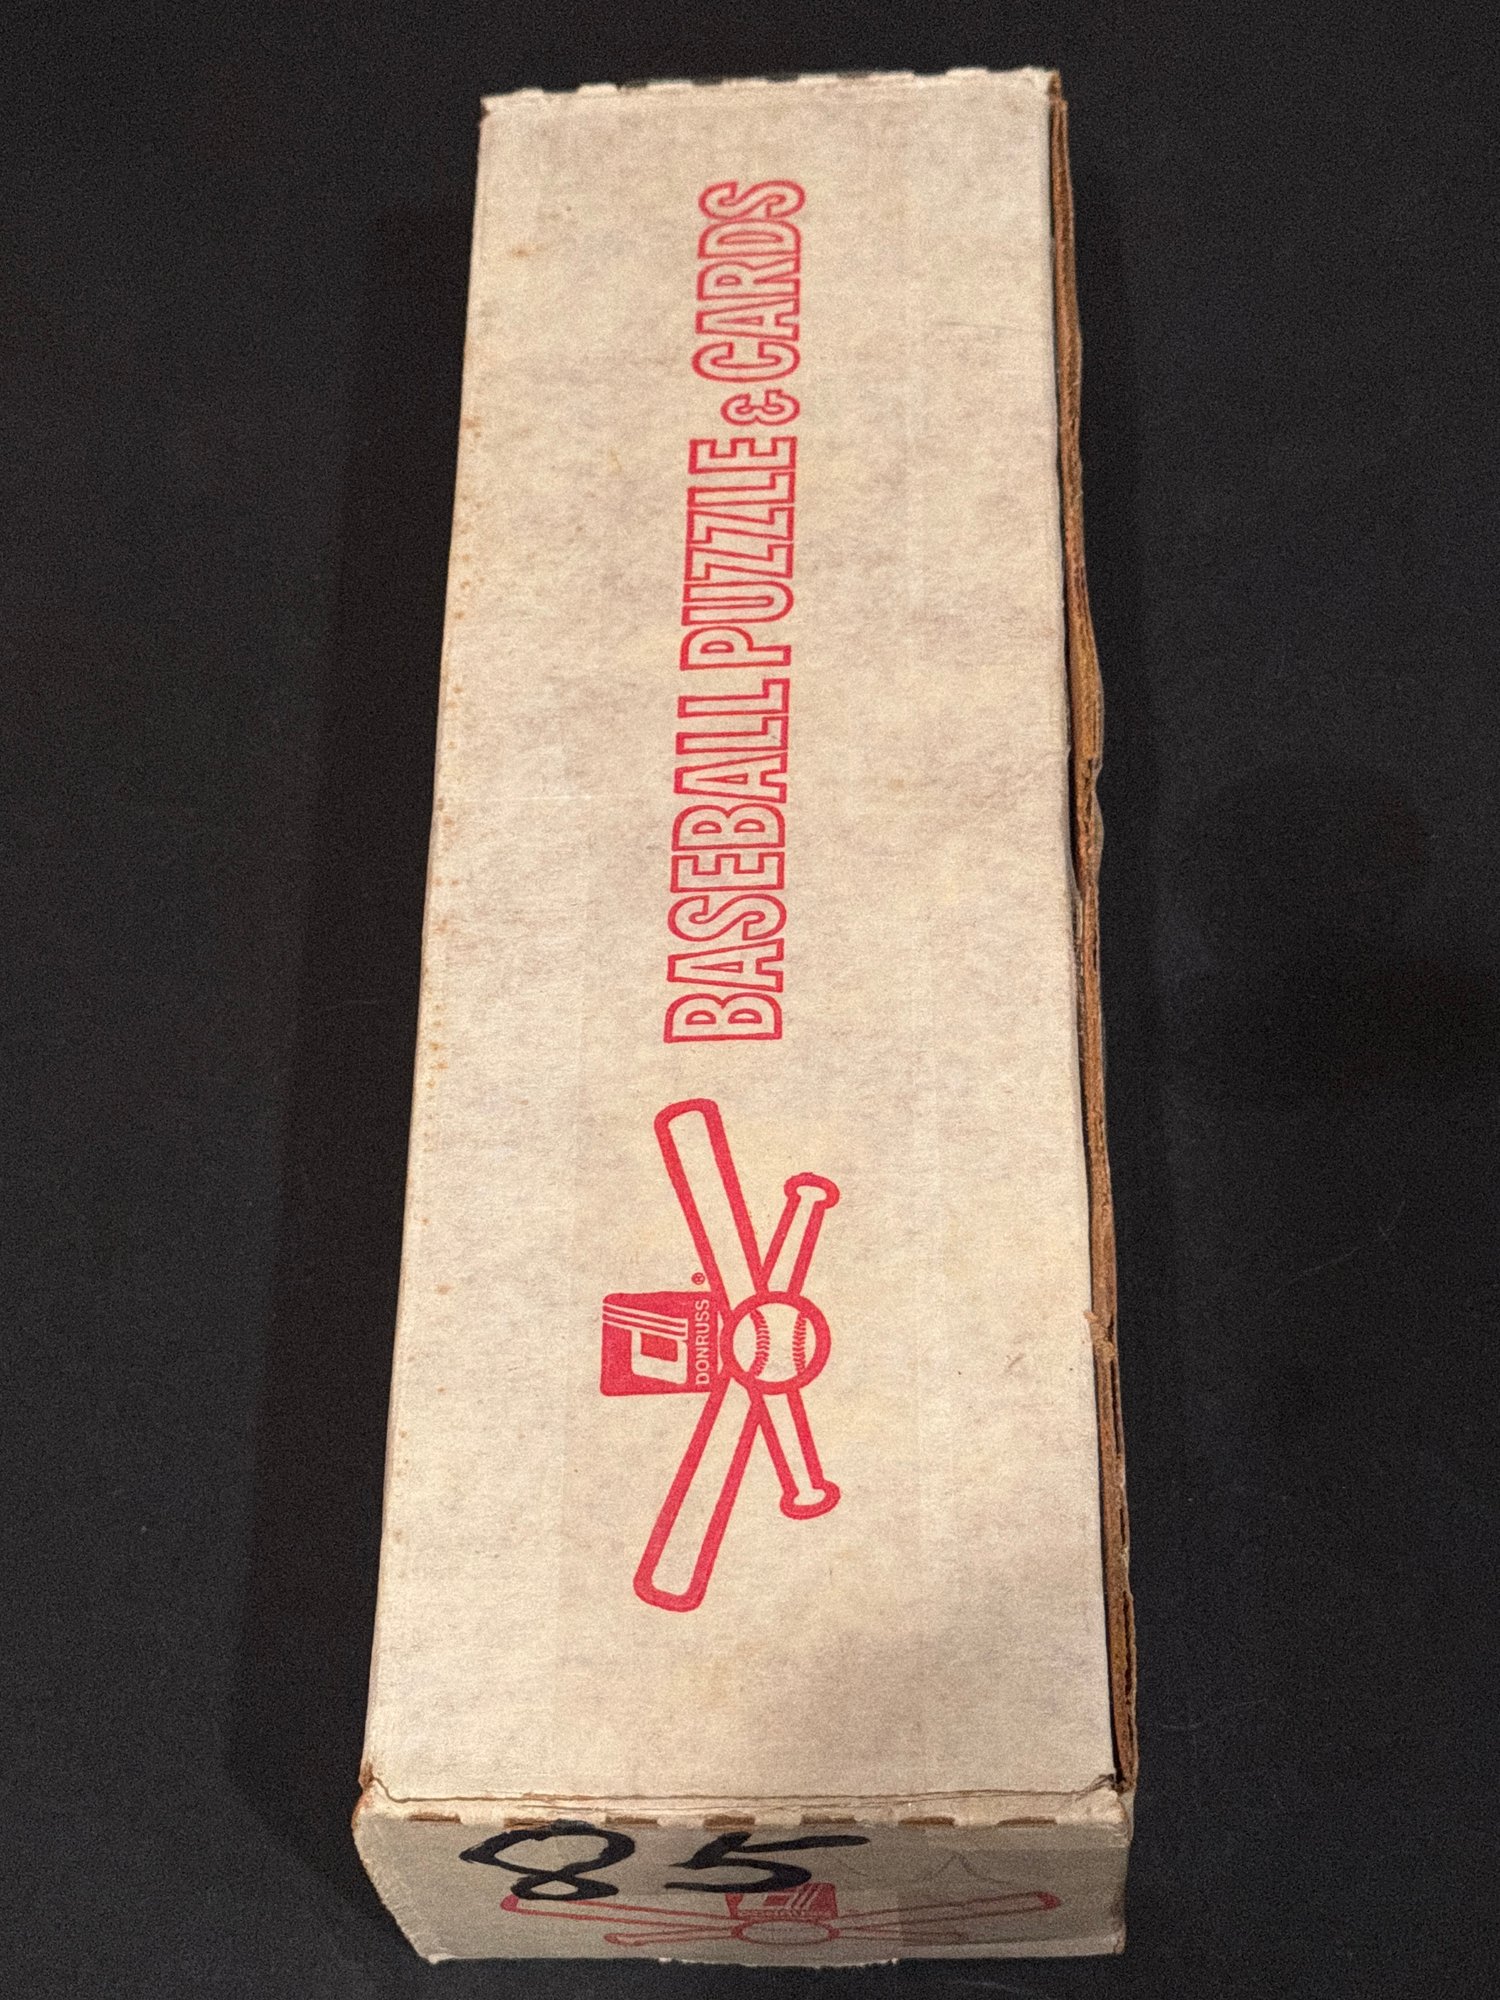 BASEBALL PUZZLE & CARDS
d
DONRUSS®
85